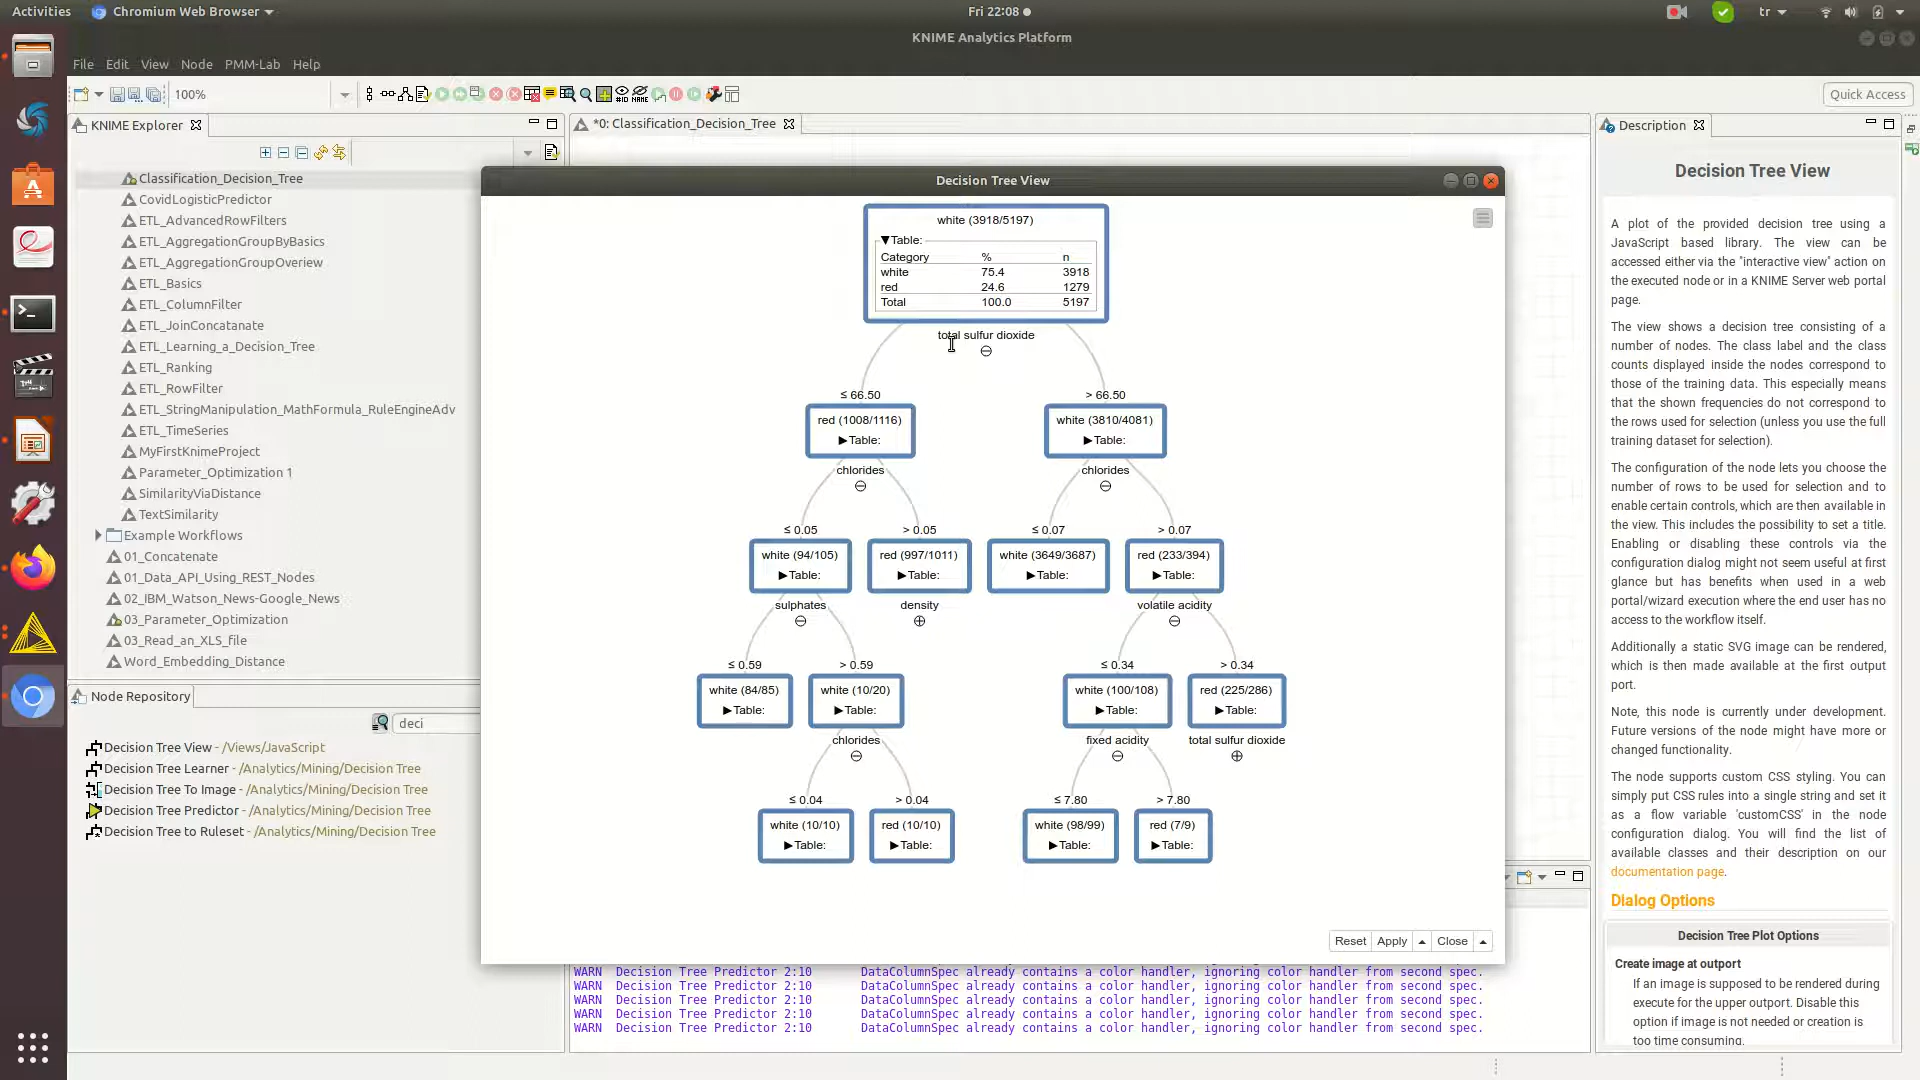 Activities
Chromium Web Browser
Fri 22:08
tr
KNIME Analytics Platform
File Edit View Node PMM-Lab Help
100%
Quick Access
KNIME Explorer
Classification_Decision_Tree
CovidLogisticPredictor
ETL_AdvancedRowFilters
ETL_AggregationGroupByBasics
ETL_AggregationGroupOveriew
ETL_Basics
ETL_ColumnFilter
ETL_JoinConcatanate
ETL_Learning_a_Decision_Tree
ETL_Ranking
ETL_RowFilter
ETL_StringManipulation_MathFormula_RuleEngineAdv
ETL_TimeSeries
MyFirstKnimeProject
Parameter_Optimization 1
SimilarityViaDistance
TextSimilarity
Example Workflows
01_Concatenate
01_Data_API_Using_REST_Nodes
02_IBM_Watson_News-Google_News
03_Parameter_Optimization
03_Read_an_XLS_file
Word_Embedding_Distance
Node Repository
deci
Decision Tree View - /Views/JavaScript
Decision Tree Learner - /Analytics/Mining/Decision Tree
Decision Tree To Image - /Analytics/Mining/Decision Tree
Decision Tree Predictor - /Analytics/Mining/Decision Tree
Decision Tree to Ruleset - /Analytics/Mining/Decision Tree
*0: Classification_Decision_Tree
Decision Tree View
white (3918/5197)
▼Table:
Category % n
white 75.4 3918
red 24.6 1279
Total 100.0 5197
total sulfur dioxide
≤ 66.50 > 66.50
red (1008/1116) white (3810/4081)
▶Table: ▶Table:
chlorides chlorides
≤ 0.05 > 0.05 ≤ 0.07 > 0.07
white (94/105) red (997/1011) white (3649/3687) red (233/394)
▶Table: ▶Table: ▶Table: ▶Table:
sulphates density volatile acidity
≤ 0.59 > 0.59 ≤ 0.34 > 0.34
white (84/85) white (10/20) white (100/108) red (225/286)
▶Table: ▶Table: ▶Table: ▶Table:
chlorides fixed acidity total sulfur dioxide
≤ 0.04 > 0.04 ≤ 7.80 > 7.80
white (10/10) red (10/10) white (98/99) red (7/9)
▶Table: ▶Table: ▶Table: ▶Table:
Reset Apply Close
WARN Decision Tree Predictor 2:10 DataColumnSpec already contains a color handler, ignoring color handler from second spec.
WARN Decision Tree Predictor 2:10 DataColumnSpec already contains a color handler, ignoring color handler from second spec.
WARN Decision Tree Predictor 2:10 DataColumnSpec already contains a color handler, ignoring color handler from second spec.
WARN Decision Tree Predictor 2:10 DataColumnSpec already contains a color handler, ignoring color handler from second spec.
WARN Decision Tree Predictor 2:10 DataColumnSpec already contains a color handler, ignoring color handler from second spec.
Description
Decision Tree View
A plot of the provided decision tree using a
JavaScript based library. The view can be
accessed either via the "interactive view" action on
the executed node or in a KNIME Server web portal
page.
The view shows a decision tree consisting of a
number of nodes. The class label and the class
counts displayed inside the nodes correspond to
those of the training data. This especially means
that the shown frequencies do not correspond to
the rows used for selection (unless you use the full
training dataset for selection).
The configuration of the node lets you choose the
number of rows to be used for selection and to
enable certain controls, which are then available in
the view. This includes the possibility to set a title.
Enabling or disabling these controls via the
configuration dialog might not seem useful at first
glance but has benefits when used in a web
portal/wizard execution where the end user has no
access to the workflow itself.
Additionally a static SVG image can be rendered,
which is then made available at the first output
port.
Note, this node is currently under development.
Future versions of the node might have more or
changed functionality.
The node supports custom CSS styling. You can
simply put CSS rules into a single string and set it
as a flow variable 'customCSS' in the node
configuration dialog. You will find the list of
available classes and their description on our
documentation page.
Dialog Options
Decision Tree Plot Options
Create image at outport
If an image is supposed to be rendered during
execute for the upper outport. Disable this
option if image is not needed or creation is
too time consuming.